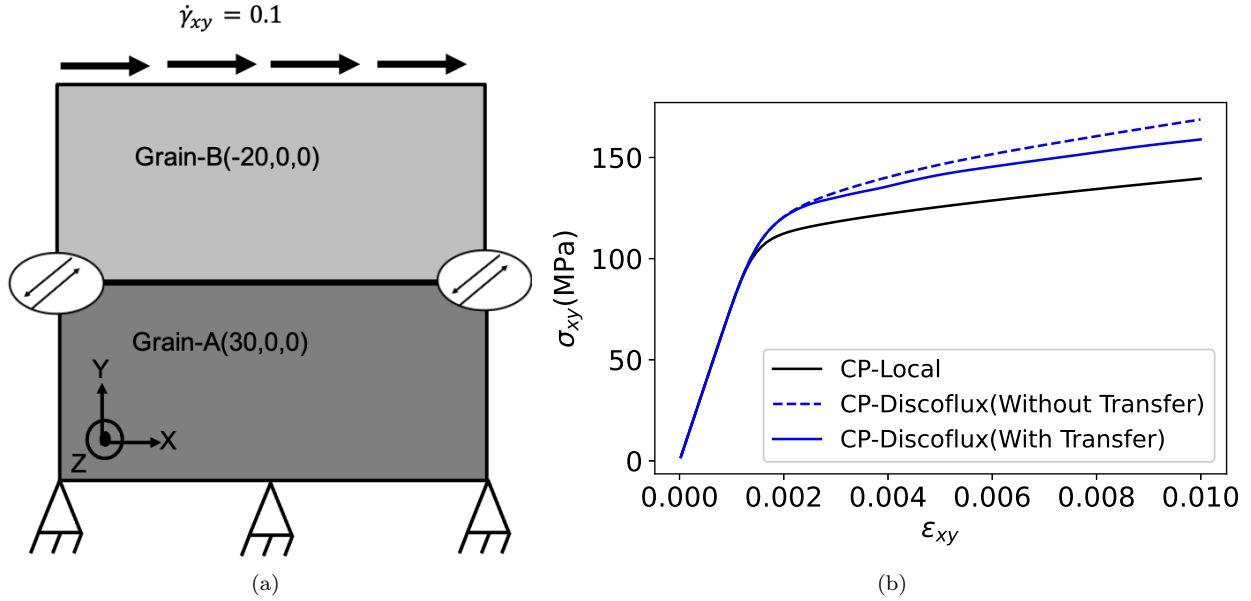 γ̇xy = 0.1
Grain-B(-20,0,0)
Grain-A(30,0,0)
Y
X
Z
(a)
σxy(MPa)
150
100
50
0
CP-Local
CP-Discoflux(Without Transfer)
CP-Discoflux(With Transfer)
0.000 0.002 0.004 0.006 0.008 0.010
εxy
(b)